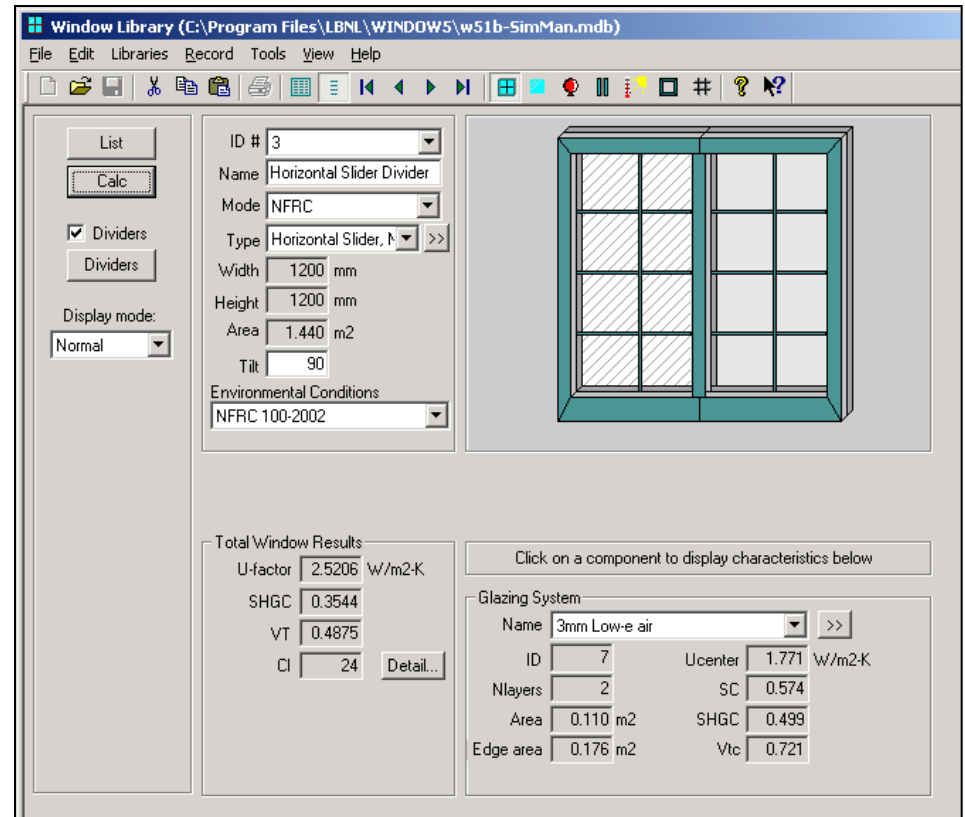 Window Library (C:\Program Files\LBNL\WINDOW5\w51b-SimMan.mdb)
File Edit Libraries Record Tools View Help
List
Calc
Dividers
Dividers
Display mode:
Normal
ID # 3
Name Horizontal Slider Divider
Mode NFRC
Type Horizontal Slider, N >>
Width 1200 mm
Height 1200 mm
Area 1.440 m2
Tilt 90
Environmental Conditions
NFRC 100-2002
Total Window Results
U-factor 2.5206 W/m2-K
SHGC 0.3544
VT 0.4875
CI 24 Detail...
Click on a component to display characteristics below
Glazing System
Name 3mm Low-e air >>
ID 7 Ucenter 1.771 W/m2-K
Nlayers 2 SC 0.574
Area 0.110 m2 SHGC 0.499
Edge area 0.176 m2 Vtc 0.721